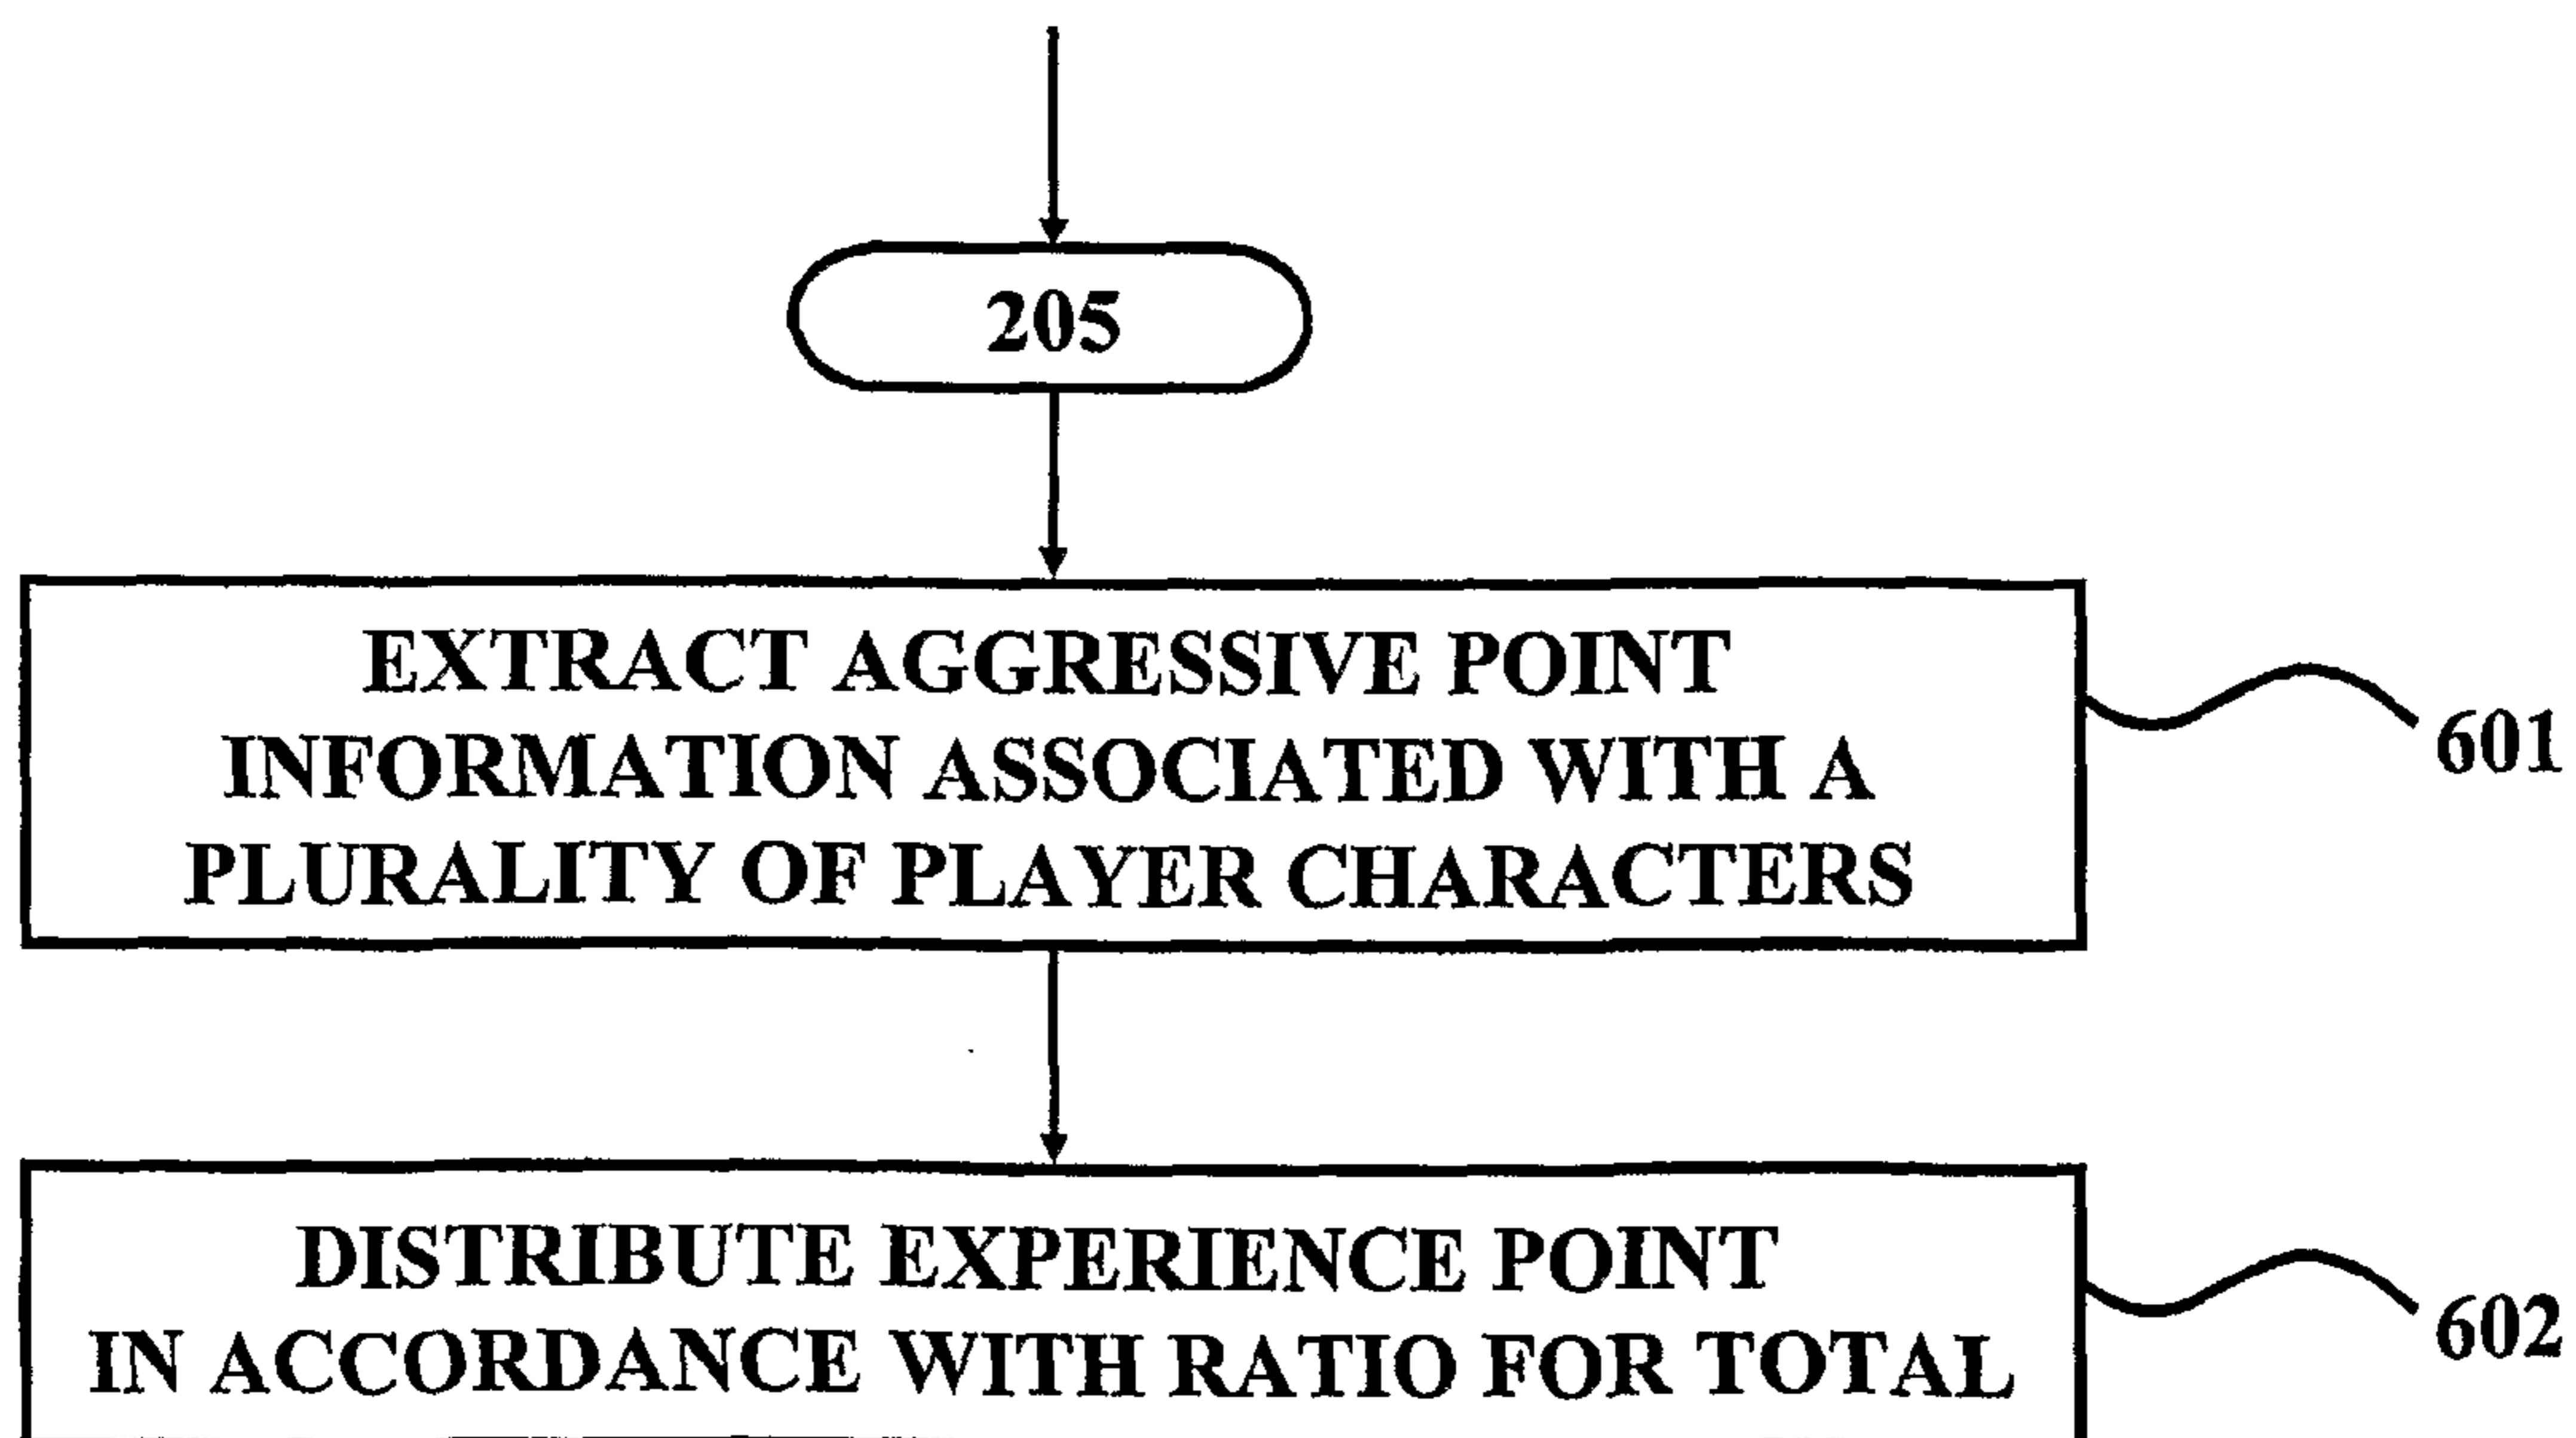 205
EXTRACT AGGRESSIVE POINT
INFORMATION ASSOCIATED WITH A
PLURALITY OF PLAYER CHARACTERS
601
DISTRIBUTE EXPERIENCE POINT
IN ACCORDANCE WITH RATIO FOR TOTAL
602